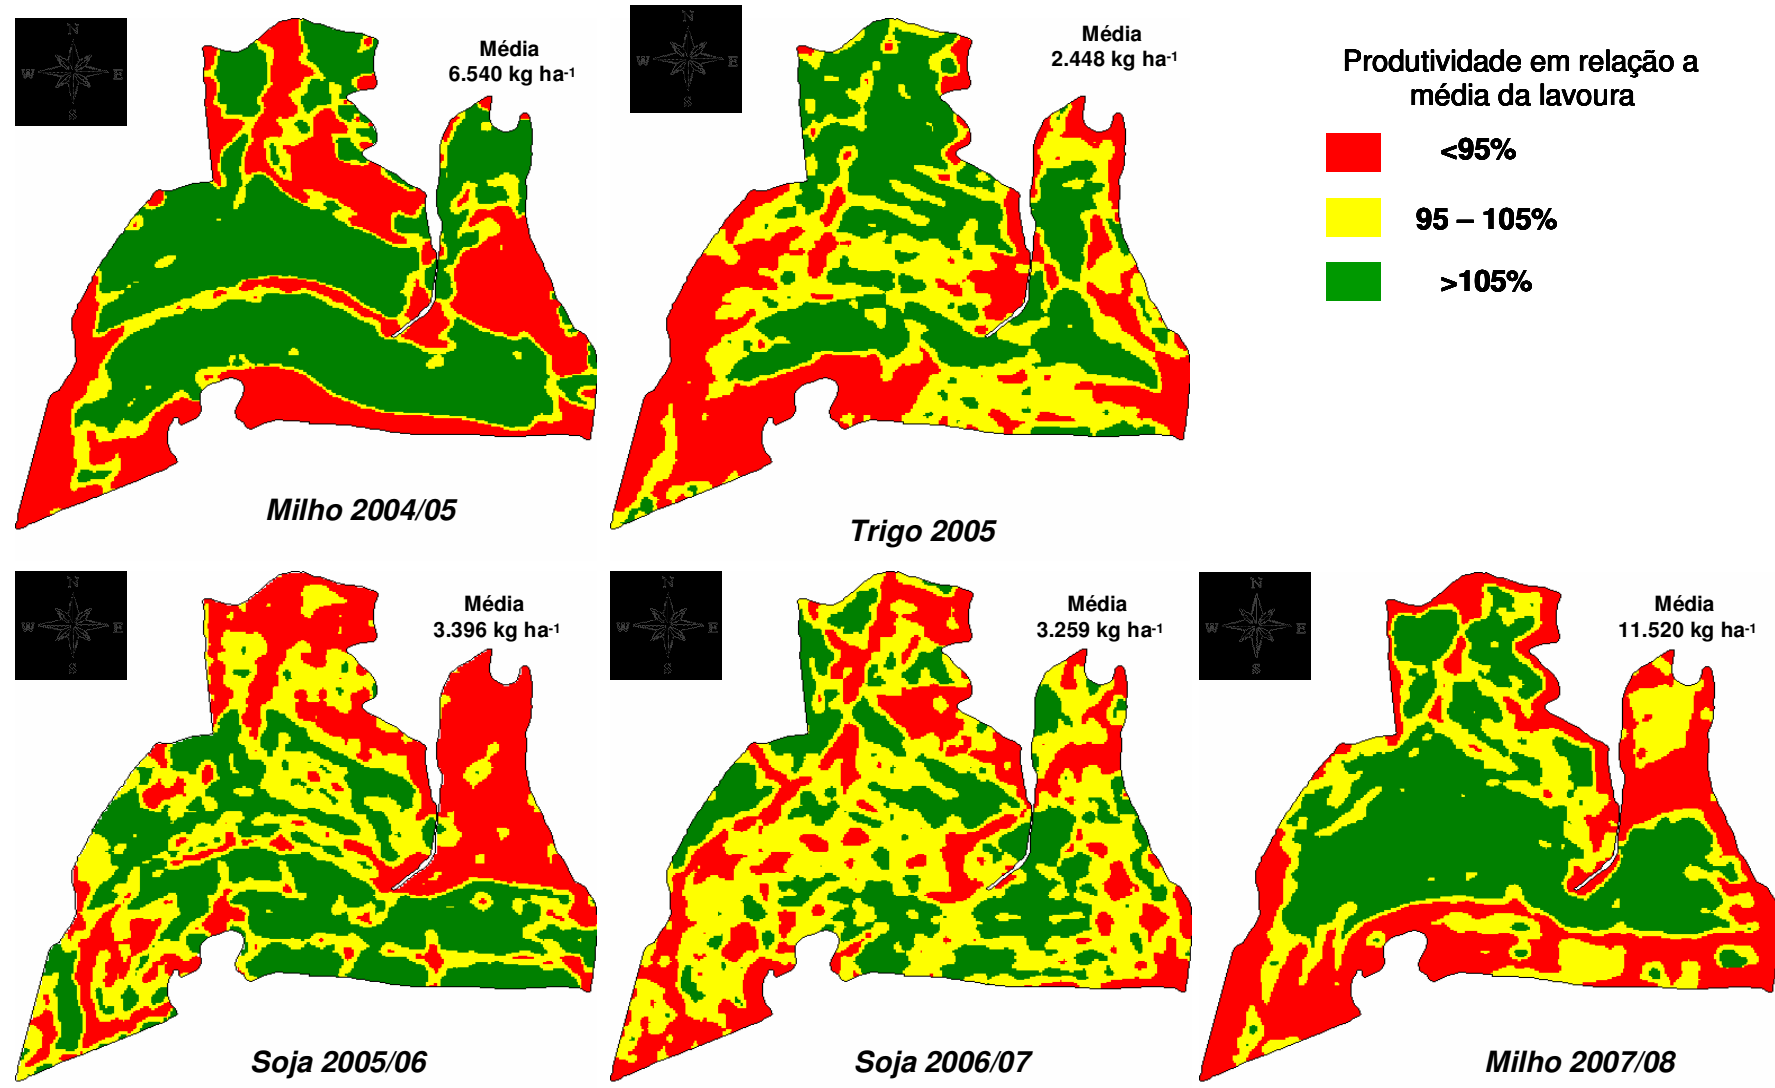 N
W
E
S
Média
6.540 kg ha-1
Milho 2004/05
N
W
E
S
Média
2.448 kg ha-1
Trigo 2005
Produtividade em relação a
média da lavoura
<95%
95 – 105%
>105%
N
W
E
S
Média
3.396 kg ha-1
Soja 2005/06
N
W
E
S
Média
3.259 kg ha-1
Soja 2006/07
N
W
E
S
Média
11.520 kg ha-1
Milho 2007/08